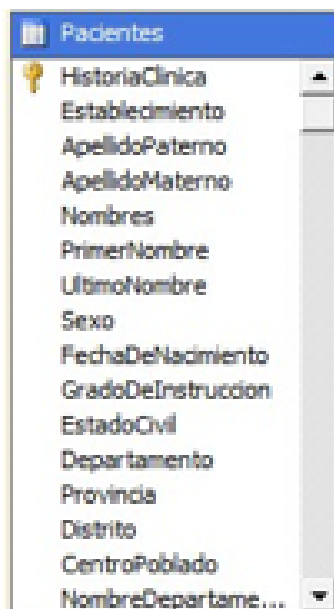 Pacientes
HistoriaClinica
Establecimiento
ApellidoPaterno
ApellidoMaterno
Nombres
PrimerNombre
UltimoNombre
Sexo
FechaDeNacimiento
GradoDeInstruccion
EstadoCivil
Departamento
Provincia
Distrito
CentroPoblado
NombreDepartame...